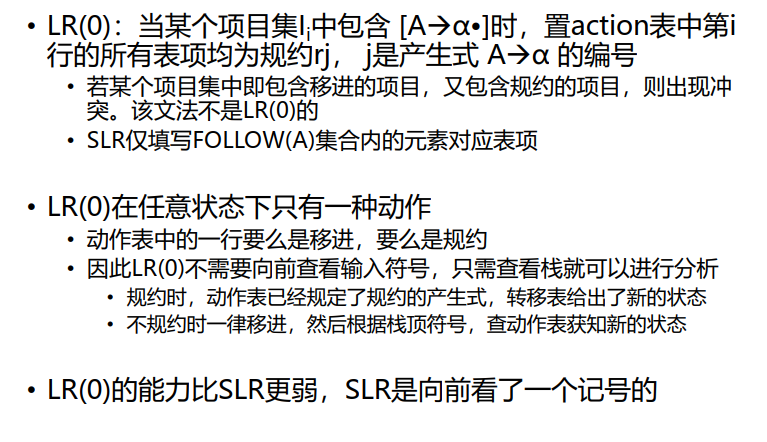 • LR(0)：当某个项目集Ii中包含 [A→α•]时，置action表中第i
行的所有表项均为规约rj， j是产生式 A→α 的编号
• 若某个项目集中即包含移进的项目，又包含规约的项目，则出现冲
突。该文法不是LR(0)的
• SLR仅填写FOLLOW(A)集合内的元素对应表项
• LR(0)在任意状态下只有一种动作
• 动作表中的一行要么是移进，要么是规约
• 因此LR(0)不需要向前查看输入符号，只需查看栈就可以进行分析
• 规约时，动作表已经规定了规约的产生式，转移表给出了新的状态
• 不规约时一律移进，然后根据栈顶符号，查动作表获知新的状态
• LR(0)的能力比SLR更弱，SLR是向前看了一个记号的